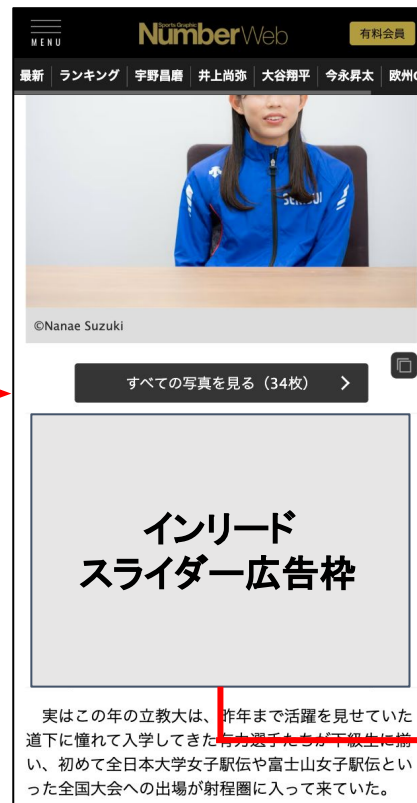 MENU
Sports Graphic
NumberWeb
有料会員
最新 ランキング 宇野昌磨 井上尚弥 大谷翔平 今永昇太 欧州C
SENSHU
©Nanae Suzuki
すべての写真を見る（34枚） >
インリード
スライダー広告枠
実はこの年の立教大は、昨年まで活躍を見せていた
道下に憧れて入学してきた有力選手たちが下級生に揃
い、初めて全日本大学女子駅伝や富士山女子駅伝とい
った全国大会への出場が射程圏に入って来ていた。